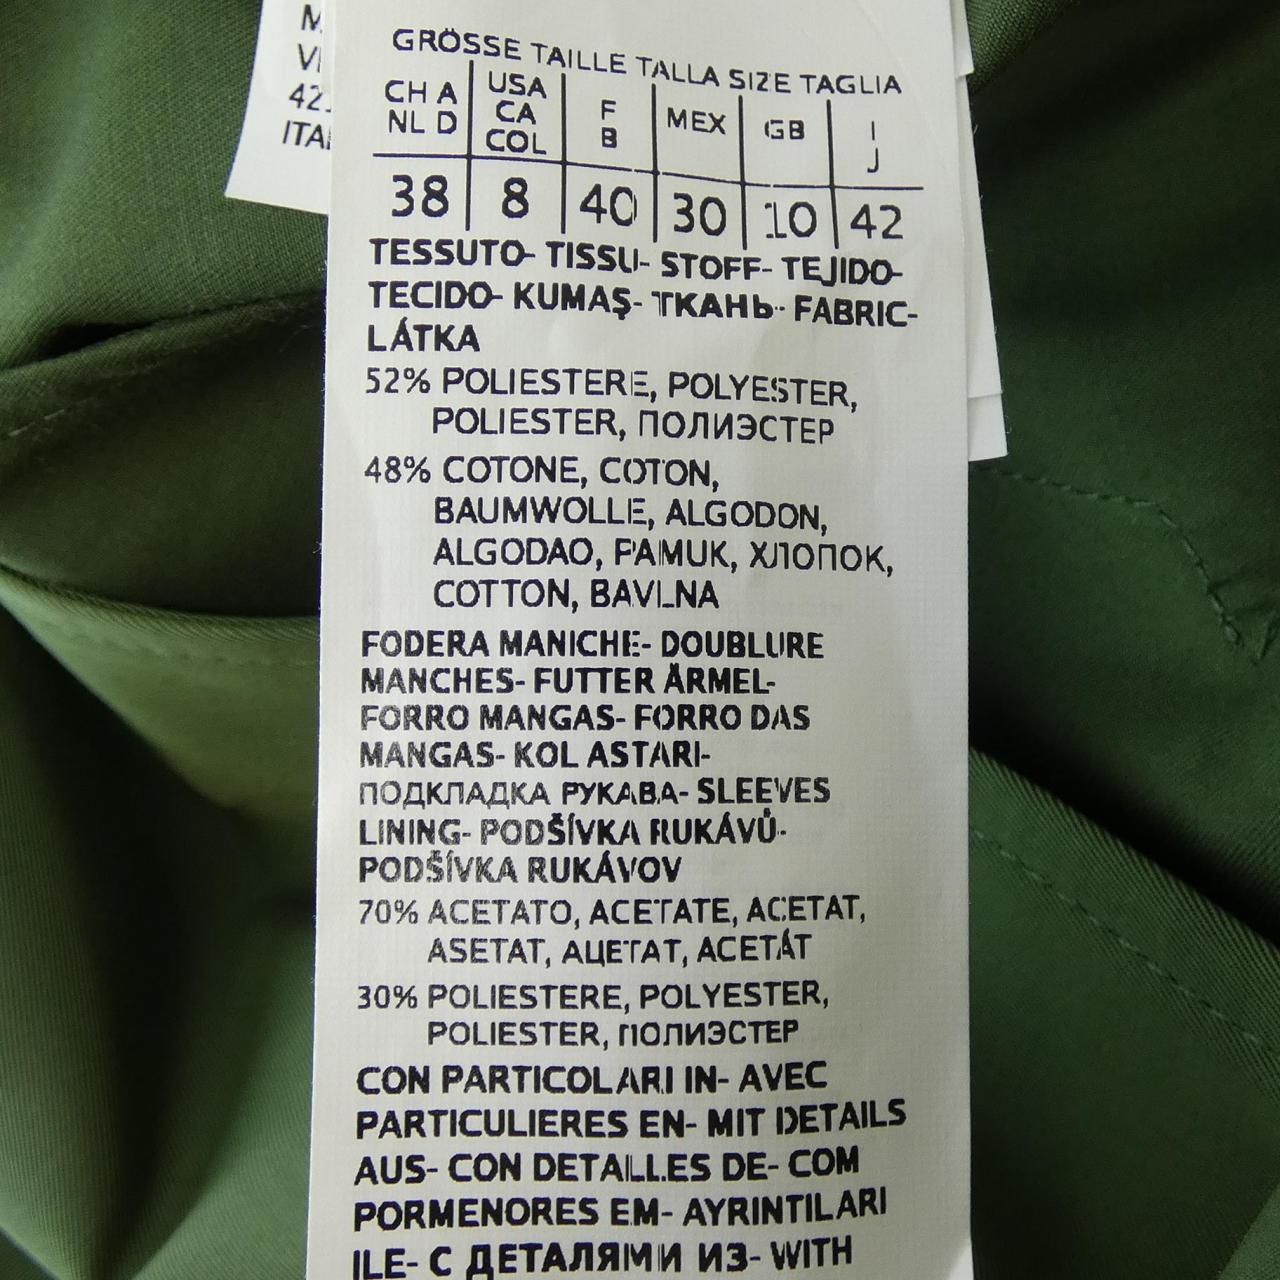 GRÖSSE TAILLE TALLA SIZE TAGLIA
CH A NL D USA CA COL F B MEX GB I J
38 8 40 30 10 42
TESSUTO- TISSU- STOFF- TEJIDO-
TECIDO- KUMAŞ- ТКАНЬ- FABRIC-
LÁTKA
52% POLIESTERE, POLYESTER,
POLIESTER, ПОЛИЭСТЕР
48% COTONE, COTON,
BAUMWOLLE, ALGODON,
ALGODAO, PAMUK, ХЛОПОК,
COTTON, BAVLNA
FODERA MANICHE- DOUBLURE
MANCHES- FUTTER ÄRMEL-
FORRO MANGAS- FORRO DAS
MANGAS- KOL ASTARI-
ПОДКЛАДКА РУКАВА- SLEEVES
LINING- PODŠÍVKA RUKÁVŮ-
PODŠÍVKA RUKÁVOV
70% ACETATO, ACETATE, ACETAT,
ASETAT, АЦЕТАТ, ACETÁT
30% POLIESTERE, POLYESTER,
POLIESTER, ПОЛИЭСТЕР
CON PARTICOLARI IN- AVEC
PARTICULIERES EN- MIT DETAILS
AUS- CON DETALLES DE- COM
PORMENORES EM- AYRINTILARI
ILE- С ДЕТАЛЯМИ ИЗ- WITH